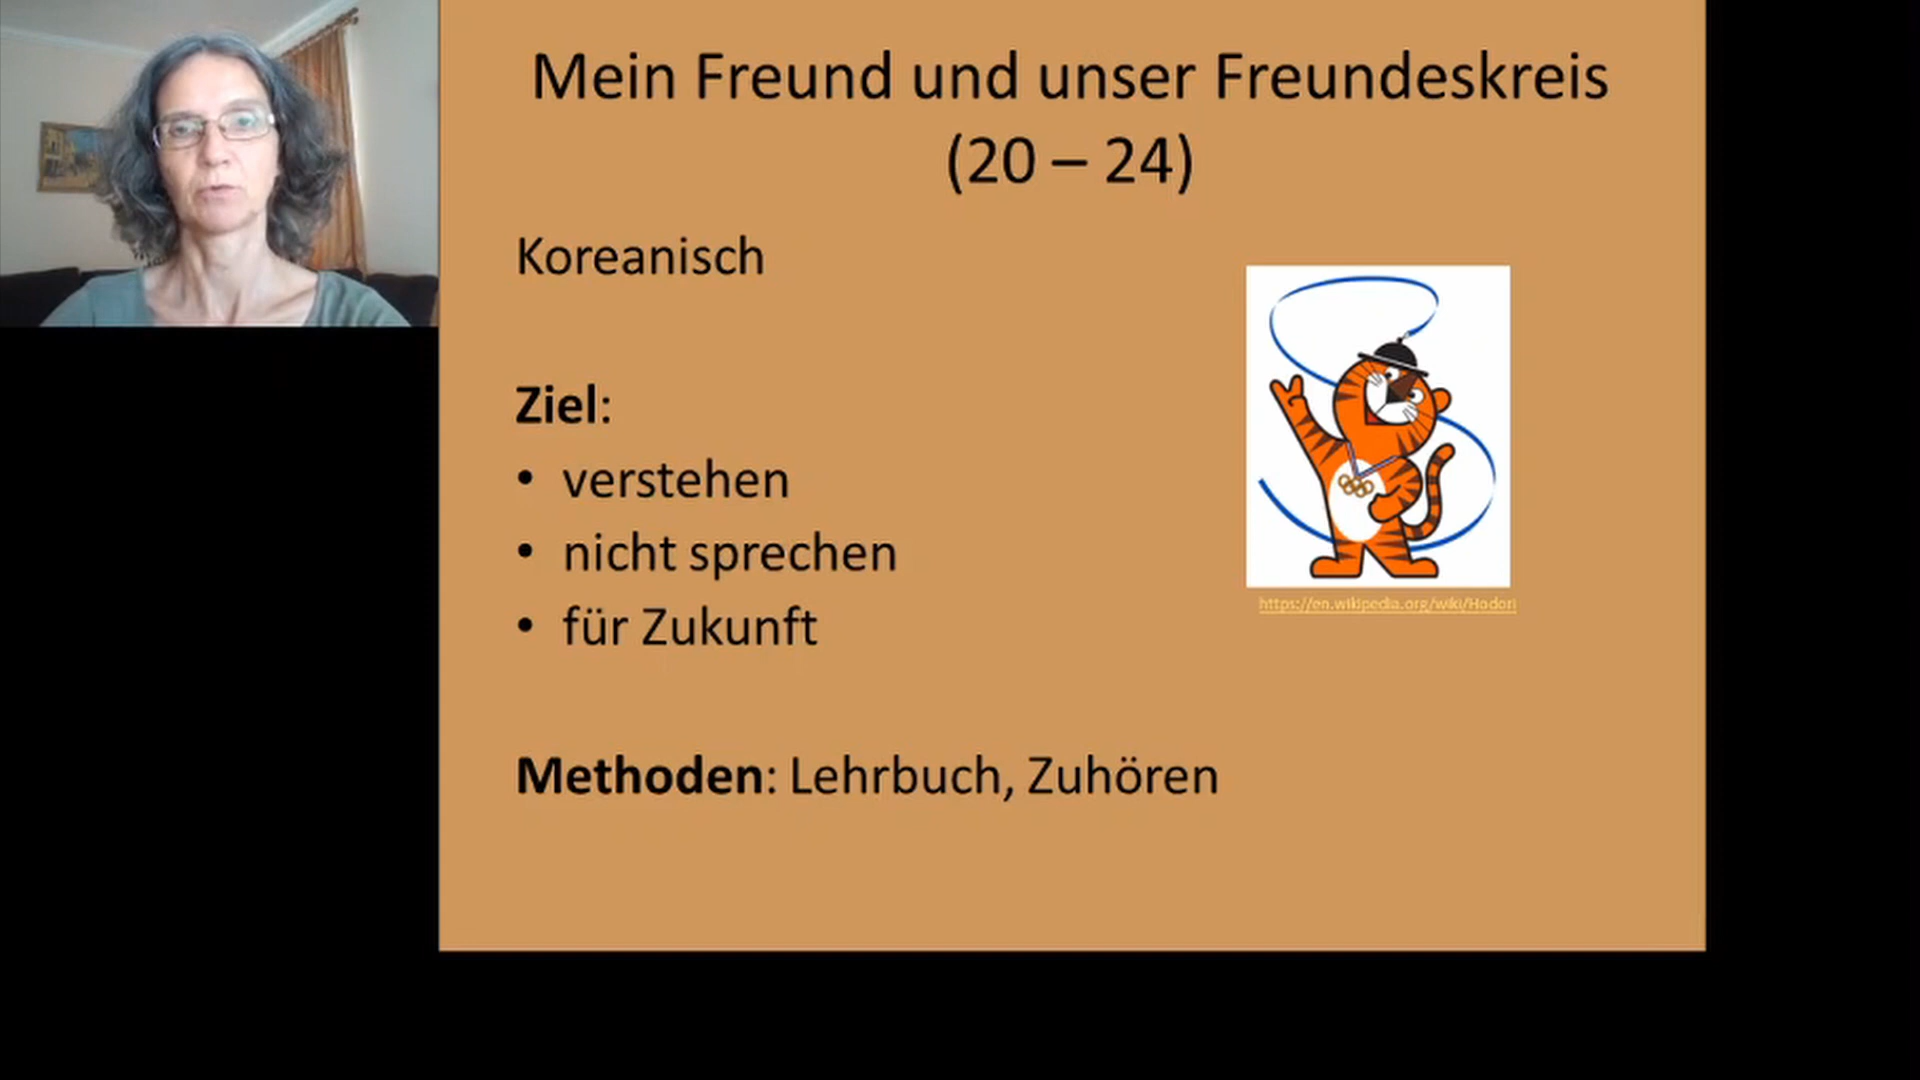 Mein Freund und unser Freundeskreis
(20 – 24)
Koreanisch
Ziel:
• verstehen
• nicht sprechen
• für Zukunft
https://en.wikipedia.org/wiki/Hodori
Methoden: Lehrbuch, Zuhören